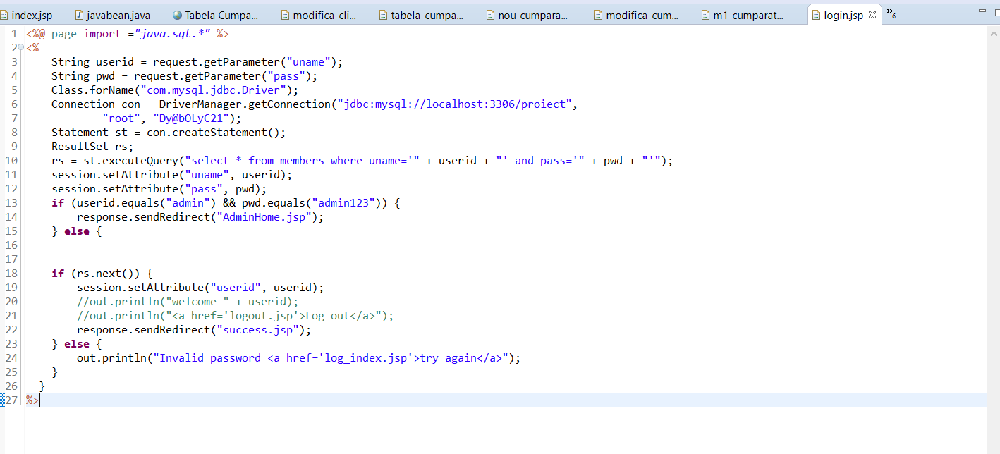 index.jsp javabean.java Tabela Cumpa... modifica_cli... tabela_cumpa... nou_cumpara... modifica_cum... m1_cumparat... login.jsp »6
1 <%@ page import ="java.sql.*" %>
2 <%
3 String userid = request.getParameter("uname");
4 String pwd = request.getParameter("pass");
5 Class.forName("com.mysql.jdbc.Driver");
6 Connection con = DriverManager.getConnection("jdbc:mysql://localhost:3306/proiect",
7 "root", "Dy@bOLyC21");
8 Statement st = con.createStatement();
9 ResultSet rs;
10 rs = st.executeQuery("select * from members where uname='" + userid + "' and pass='" + pwd + "'");
11 session.setAttribute("uname", userid);
12 session.setAttribute("pass", pwd);
13 if (userid.equals("admin") && pwd.equals("admin123")) {
14 response.sendRedirect("AdminHome.jsp");
15 } else {
16
17
18 if (rs.next()) {
19 session.setAttribute("userid", userid);
20 //out.println("welcome " + userid);
21 //out.println("<a href='logout.jsp'>Log out</a>");
22 response.sendRedirect("success.jsp");
23 } else {
24 out.println("Invalid password <a href='log_index.jsp'>try again</a>");
25 }
26 }
27 %>